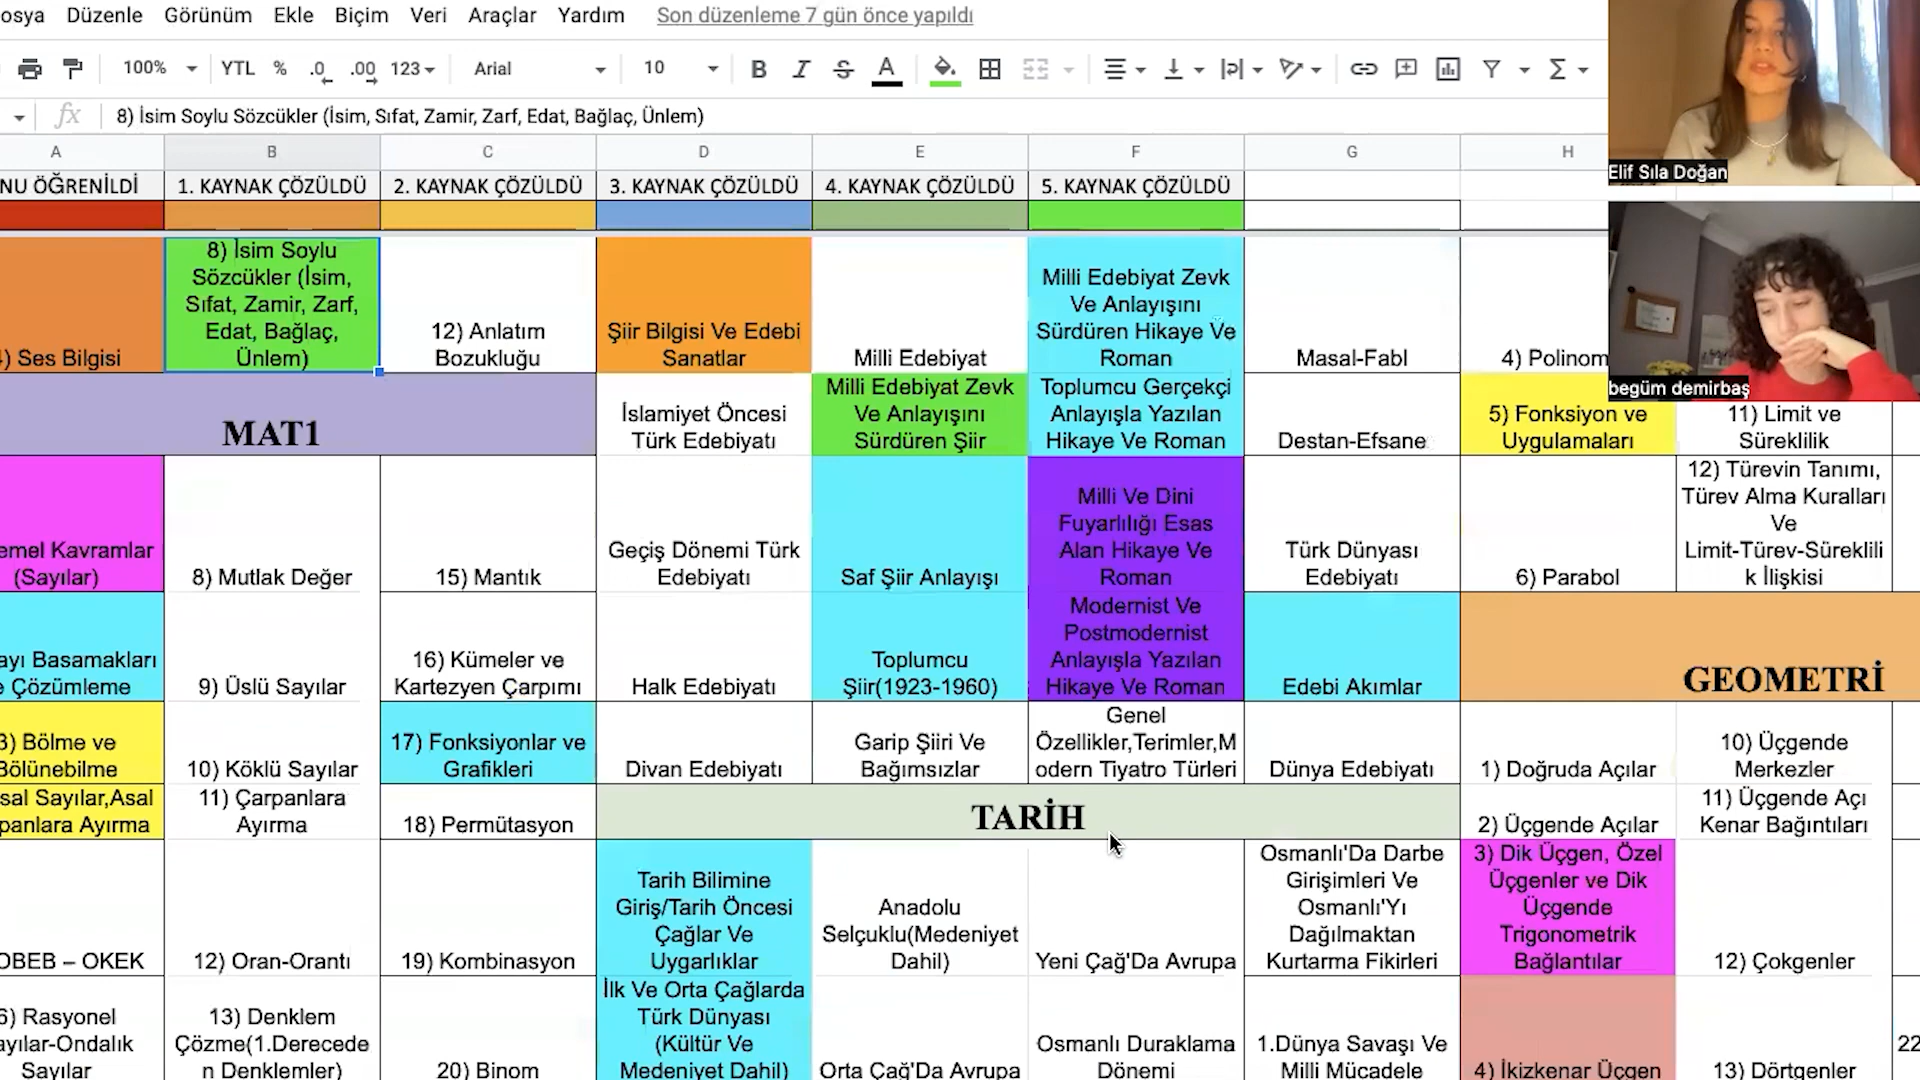 osya Düzenle Görünüm Ekle Biçim Veri Araçlar Yardım Son düzenleme 7 gün önce yapıldı
100% YTL % .0 .00 123 Arial 10 B I S A
fx 8) İsim Soylu Sözcükler (İsim, Sıfat, Zamir, Zarf, Edat, Bağlaç, Ünlem)
A B C D E F G H
NU ÖĞRENİLDİ 1. KAYNAK ÇÖZÜLDÜ 2. KAYNAK ÇÖZÜLDÜ 3. KAYNAK ÇÖZÜLDÜ 4. KAYNAK ÇÖZÜLDÜ 5. KAYNAK ÇÖZÜLDÜ
Elif Sıla Doğan
begüm demirbaş
4) Ses Bilgisi
8) İsim Soylu
Sözcükler (İsim,
Sıfat, Zamir, Zarf,
Edat, Bağlaç,
Ünlem)
12) Anlatım
Bozukluğu
Şiir Bilgisi Ve Edebi
Sanatlar
Milli Edebiyat
Milli Edebiyat Zevk
Ve Anlayışını
Sürdüren Hikaye Ve
Roman
Masal-Fabl
4) Polinom
MAT1
İslamiyet Öncesi
Türk Edebiyatı
Milli Edebiyat Zevk
Ve Anlayışını
Sürdüren Şiir
Toplumcu Gerçekçi
Anlayışla Yazılan
Hikaye Ve Roman
Destan-Efsane
5) Fonksiyon ve
Uygulamaları
11) Limit ve
Süreklilik
emel Kavramlar
(Sayılar)
8) Mutlak Değer
15) Mantık
Geçiş Dönemi Türk
Edebiyatı
Saf Şiir Anlayışı
Milli Ve Dini
Fuyarlılığı Esas
Alan Hikaye Ve
Roman
Türk Dünyası
Edebiyatı
6) Parabol
12) Türevin Tanımı,
Türev Alma Kuralları
Ve
Limit-Türev-Sürekli­li
k İlişkisi
ayı Basamakları
e Çözümleme
9) Üslü Sayılar
16) Kümeler ve
Kartezyen Çarpımı
Halk Edebiyatı
Toplumcu
Şiir(1923-1960)
Modernist Ve
Postmodernist
Anlayışla Yazılan
Hikaye Ve Roman
Edebi Akımlar
GEOMETRİ
3) Bölme ve
Bölünebilme
10) Köklü Sayılar
17) Fonksiyonlar ve
Grafikleri
Divan Edebiyatı
Garip Şiiri Ve
Bağımsızlar
Genel
Özellikler,Terimler,M
odern Tiyatro Türleri
Dünya Edebiyatı
1) Doğruda Açılar
10) Üçgende
Merkezler
sal Sayılar,Asal
panlara Ayırma
11) Çarpanlara
Ayırma
18) Permütasyon
TARİH
2) Üçgende Açılar
11) Üçgende Açı
Kenar Bağıntıları
OBEB – OKEK
12) Oran-Orantı
19) Kombinasyon
Tarih Bilimine
Giriş/Tarih Öncesi
Çağlar Ve
Uygarlıklar
Anadolu
Selçuklu(Medeniyet
Dahil)
Yeni Çağ'Da Avrupa
Osmanlı'Da Darbe
Girişimleri Ve
Osmanlı'Yı
Dağılmaktan
Kurtarma Fikirleri
3) Dik Üçgen, Özel
Üçgenler ve Dik
Üçgende
Trigonometrik
Bağlantılar
12) Çokgenler
6) Rasyonel
ayılar-Ondalık
Sayılar
13) Denklem
Çözme(1.Derecede
n Denklemler)
20) Binom
İlk Ve Orta Çağlarda
Türk Dünyası
(Kültür Ve
Medeniyet Dahil)
Orta Çağ'Da Avrupa
Osmanlı Duraklama
Dönemi
1.Dünya Savaşı Ve
Milli Mücadele
4) İkizkenar Üçgen
13) Dörtgenler
22